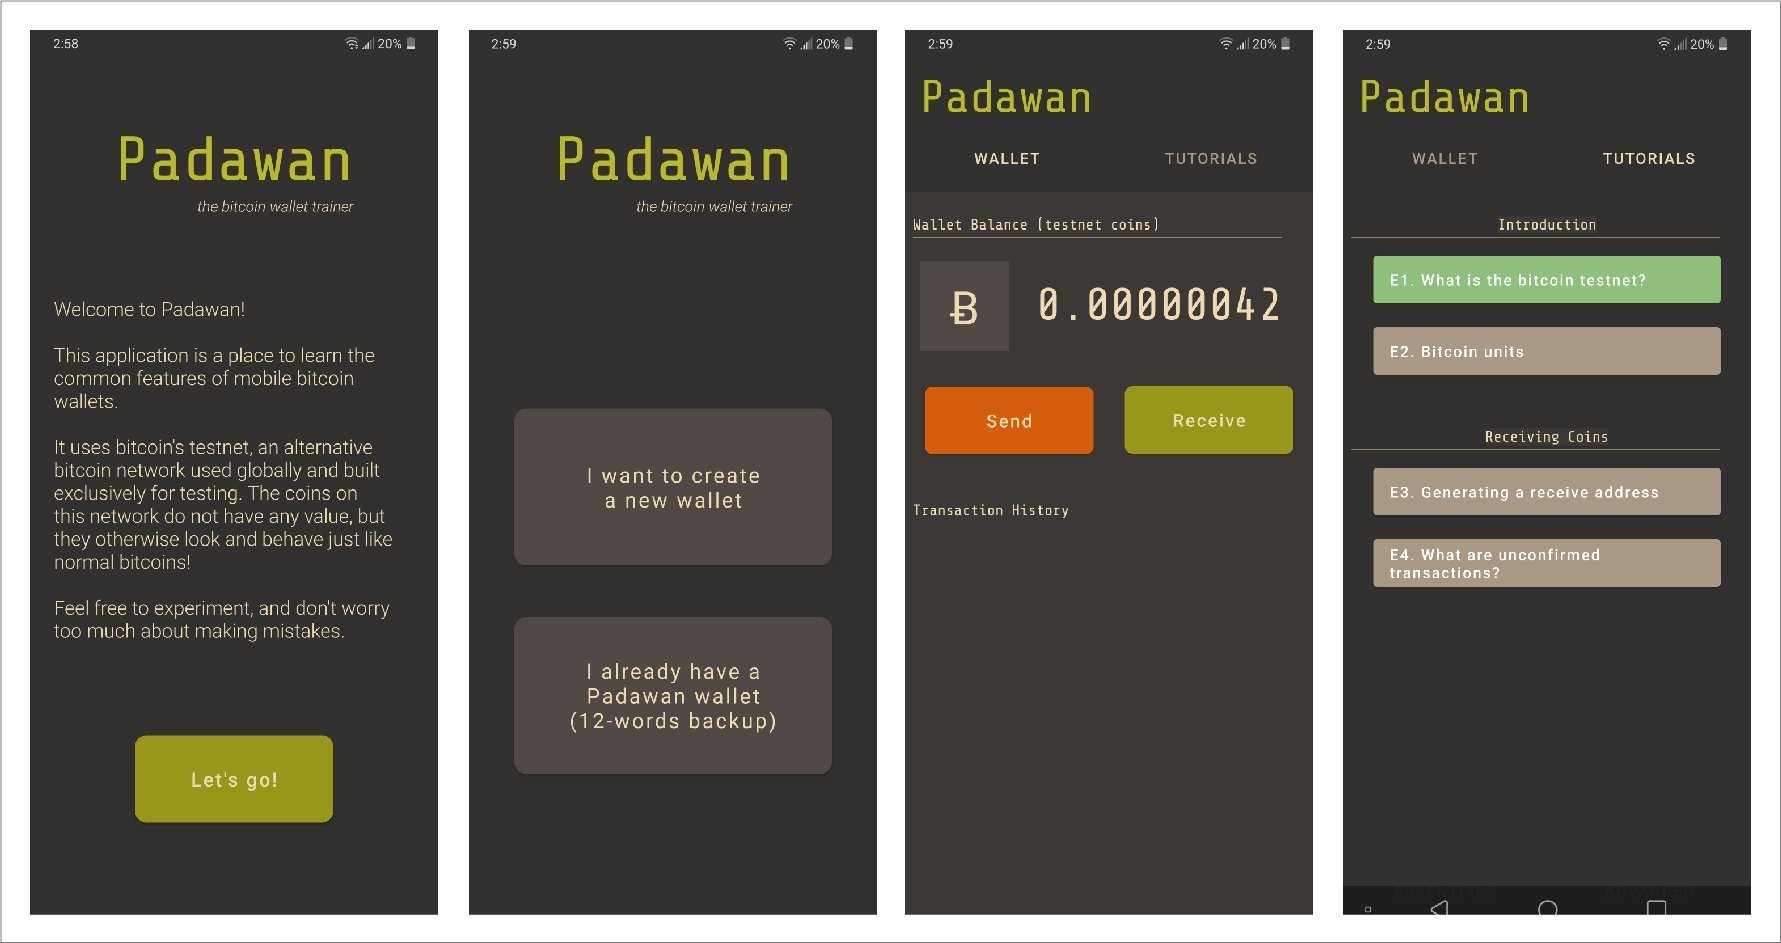 2:58
20%
Padawan
the bitcoin wallet trainer
Welcome to Padawan!
This application is a place to learn the
common features of mobile bitcoin
wallets.
It uses bitcoin's testnet, an alternative
bitcoin network used globally and built
exclusively for testing. The coins on
this network do not have any value, but
they otherwise look and behave just like
normal bitcoins!
Feel free to experiment, and don't worry
too much about making mistakes.
Let's go!
2:59
20%
Padawan
the bitcoin wallet trainer
I want to create
a new wallet
I already have a
Padawan wallet
(12-words backup)
2:59
20%
Padawan
WALLET
TUTORIALS
Wallet Balance (testnet coins)
0.00000042
Send
Receive
Transaction History
2:59
20%
Padawan
WALLET
TUTORIALS
Introduction
E1. What is the bitcoin testnet?
E2. Bitcoin units
Receiving Coins
E3. Generating a receive address
E4. What are unconfirmed
transactions?
ESSENTIALS
ADVANCED